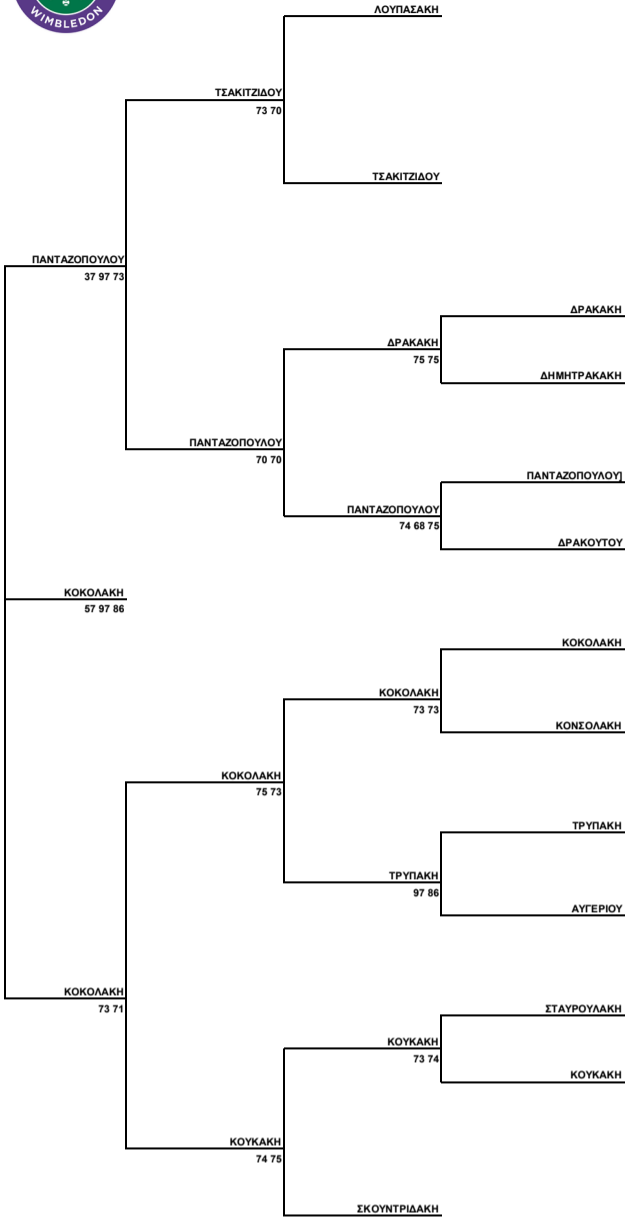 WIMBLEDON
ΛΟΥΠΑΣΑΚΗ
ΤΣΑΚΙΤΖΙΔΟΥ
73 70
ΤΣΑΚΙΤΖΙΔΟΥ
ΠΑΝΤΑΖΟΠΟΥΛΟΥ
37 97 73
ΔΡΑΚΑΚΗ
ΔΡΑΚΑΚΗ
75 75
ΔΗΜΗΤΡΑΚΑΚΗ
ΠΑΝΤΑΖΟΠΟΥΛΟΥ
70 70
ΠΑΝΤΑΖΟΠΟΥΛΟΥ]
ΠΑΝΤΑΖΟΠΟΥΛΟΥ
74 68 75
ΔΡΑΚΟΥΤΟΥ
ΚΟΚΟΛΑΚΗ
57 97 86
ΚΟΚΟΛΑΚΗ
ΚΟΚΟΛΑΚΗ
73 73
ΚΟΝΣΟΛΑΚΗ
ΚΟΚΟΛΑΚΗ
75 73
ΤΡΥΠΑΚΗ
ΤΡΥΠΑΚΗ
97 86
ΑΥΓΕΡΙΟΥ
ΚΟΚΟΛΑΚΗ
73 71
ΣΤΑΥΡΟΥΛΑΚΗ
ΚΟΥΚΑΚΗ
73 74
ΚΟΥΚΑΚΗ
ΚΟΥΚΑΚΗ
74 75
ΣΚΟΥΝΤΡΙΔΑΚΗ